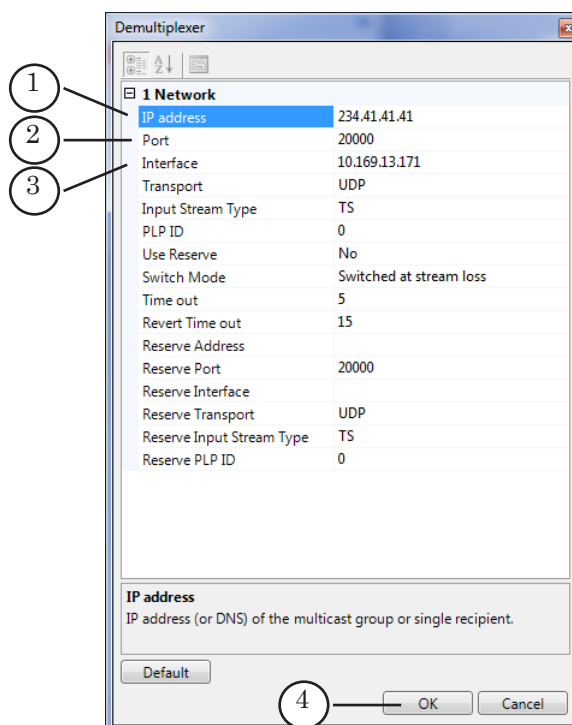 Demultiplexer
1 Network
1 IP address 234.41.41.41
2 Port 20000
3 Interface 10.169.13.171
Transport UDP
Input Stream Type TS
PLP ID 0
Use Reserve No
Switch Mode Switched at stream loss
Time out 5
Revert Time out 15
Reserve Address
Reserve Port 20000
Reserve Interface
Reserve Transport UDP
Reserve Input Stream Type TS
Reserve PLP ID 0
IP address
IP address (or DNS) of the multicast group or single recipient.
Default
4 OK Cancel